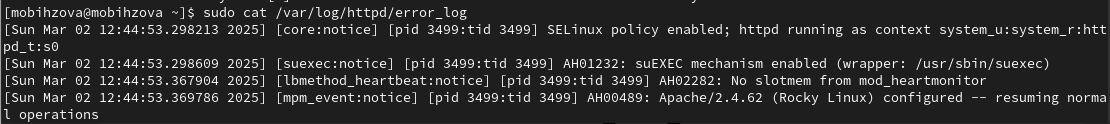 [mobihzova@mobihzova ~]$ sudo cat /var/log/httpd/error_log
[Sun Mar 02 12:44:53.298213 2025] [core:notice] [pid 3499:tid 3499] SELinux policy enabled; httpd running as context system_u:system_r:htt
pd_t:s0
[Sun Mar 02 12:44:53.298609 2025] [suexec:notice] [pid 3499:tid 3499] AH01232: suEXEC mechanism enabled (wrapper: /usr/sbin/suexec)
[Sun Mar 02 12:44:53.367904 2025] [lbmethod_heartbeat:notice] [pid 3499:tid 3499] AH02282: No slotmem from mod_heartmonitor
[Sun Mar 02 12:44:53.369786 2025] [mpm_event:notice] [pid 3499:tid 3499] AH00489: Apache/2.4.62 (Rocky Linux) configured -- resuming norma
l operations